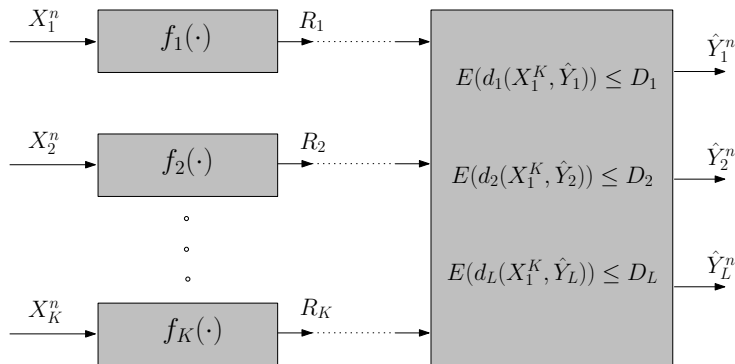 X_1^n f_1(·) R_1 E(d_1(X_1^K, Ŷ_1)) ≤ D_1 Ŷ_1^n
X_2^n f_2(·) R_2 E(d_2(X_1^K, Ŷ_2)) ≤ D_2 Ŷ_2^n
E(d_L(X_1^K, Ŷ_L)) ≤ D_L Ŷ_L^n
X_K^n f_K(·) R_K